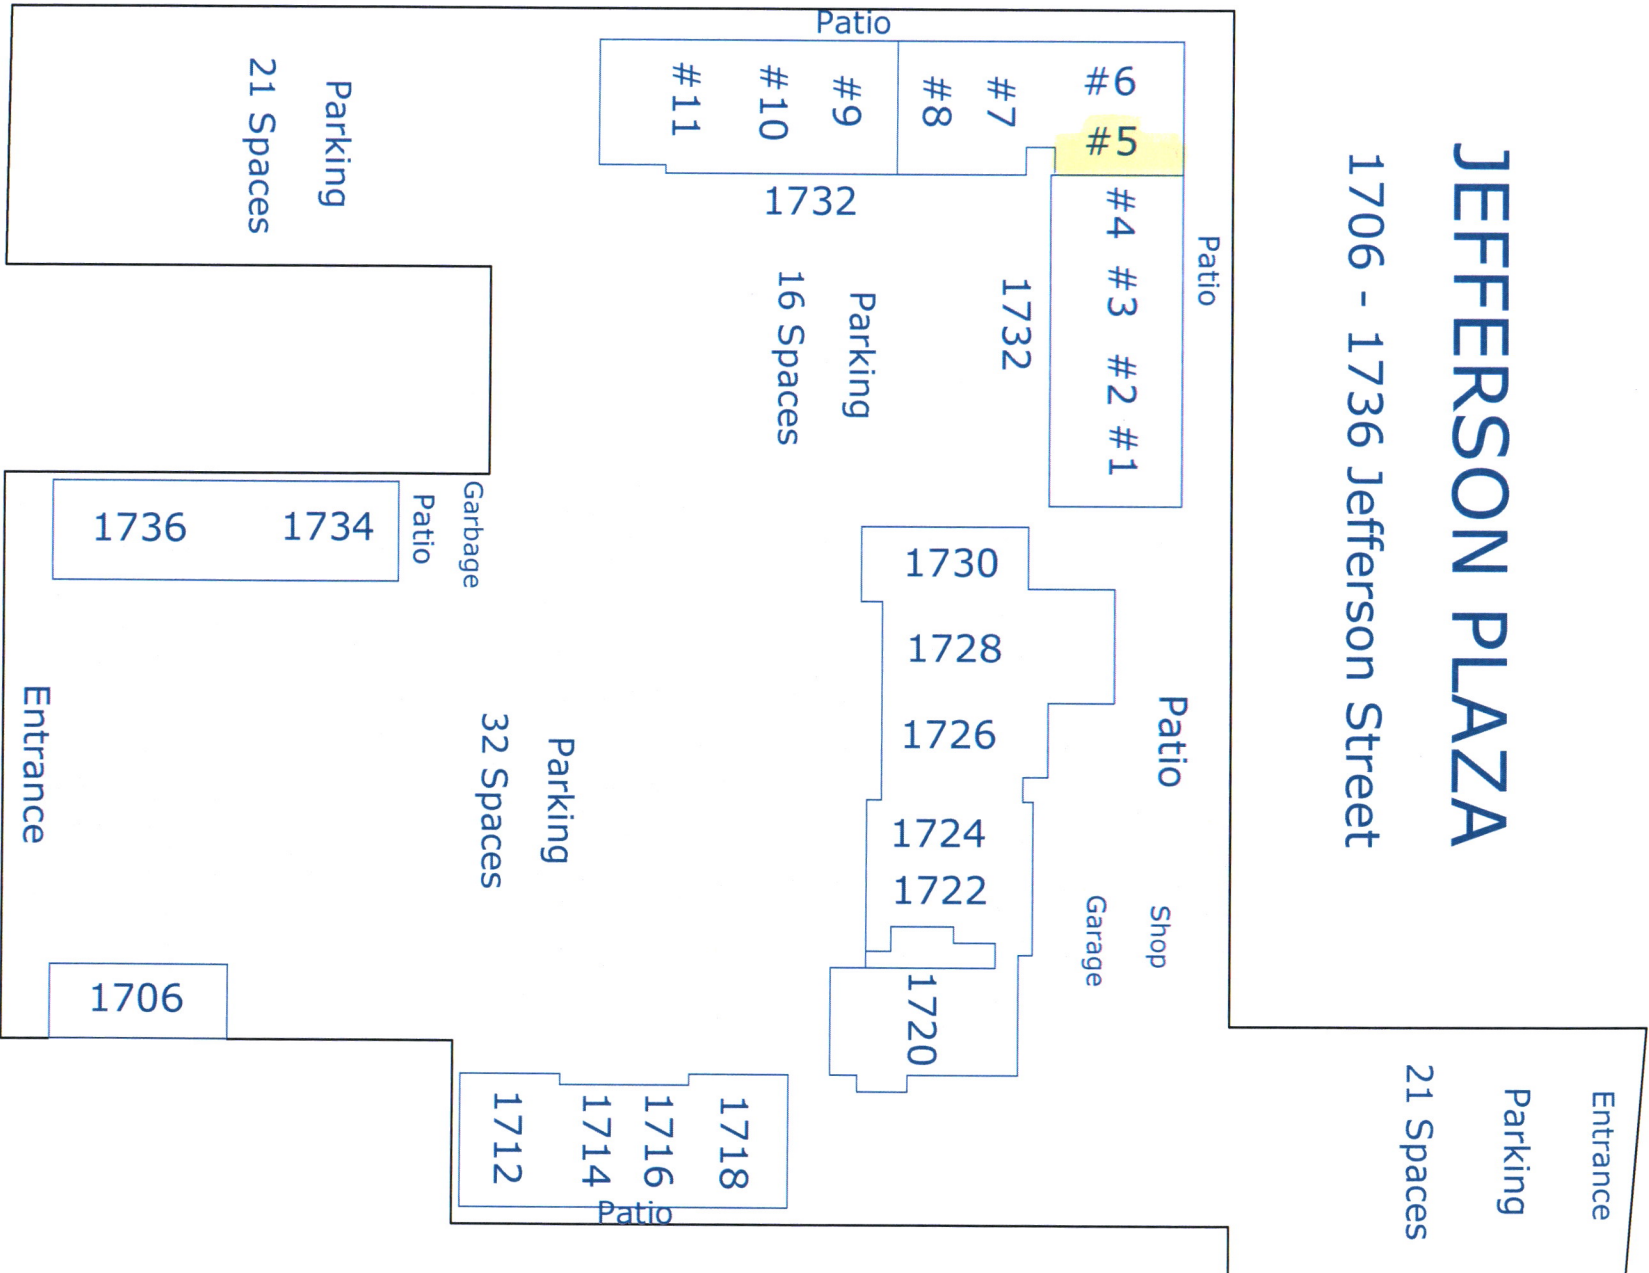 JEFFERSON PLAZA
1706 - 1736 Jefferson Street
Patio
#6
#5
#7
#8
#9
#10
#11
1732
Patio
#4 #3 #2 #1
1732
Parking
16 Spaces
Parking
21 Spaces
1736 1734
Patio
Garbage
1730
1728
1726
1724
1722
1720
Patio
Shop
Garage
Parking
32 Spaces
Entrance
1706
1712
1714
1716
1718
Patio
Entrance
Parking
21 Spaces